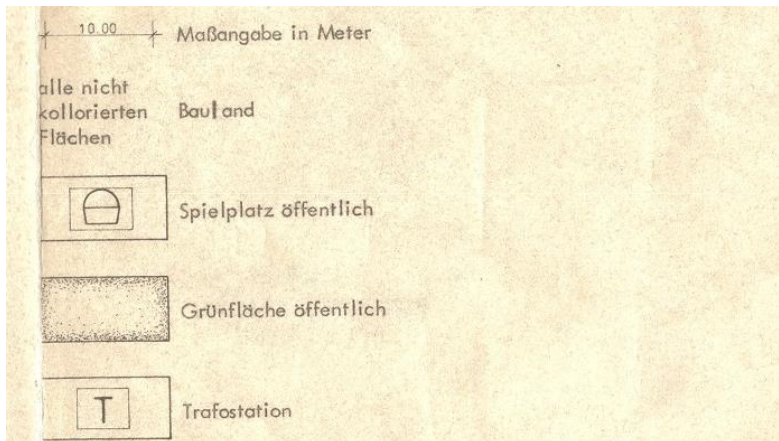 10.00 Maßangabe in Meter
alle nicht
kollorierten Bauland
Flächen
Spielplatz öffentlich
Grünfläche öffentlich
T Trafostation